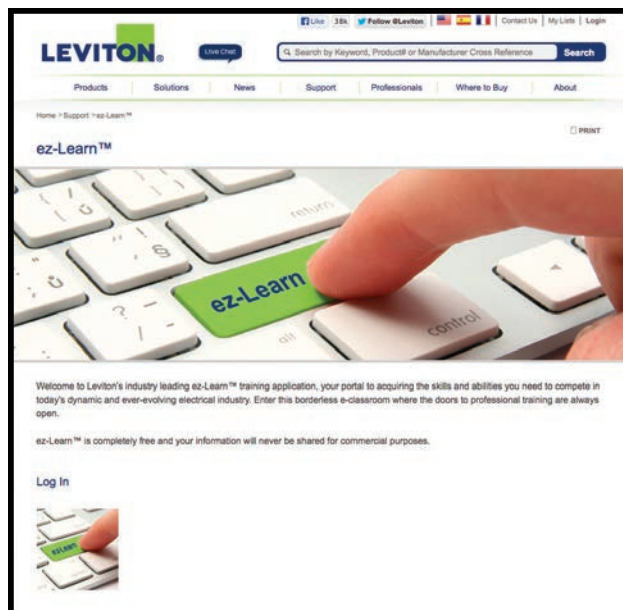 Like 38k Follow @Leviton Contact Us My Lists Login
LEVITON® Live Chat Search by Keyword, Product# or Manufacturer Cross Reference Search
Products Solutions News Support Professionals Where to Buy About
Home > Support > ez-Learn™
PRINT
ez-Learn™
return
ez-Learn
alt
control
Welcome to Leviton's industry leading ez-Learn™ training application, your portal to acquiring the skills and abilities you need to compete in
today's dynamic and ever-evolving electrical industry. Enter this borderless e-classroom where the doors to professional training are always
open.
ez-Learn™ is completely free and your information will never be shared for commercial purposes.
Log In